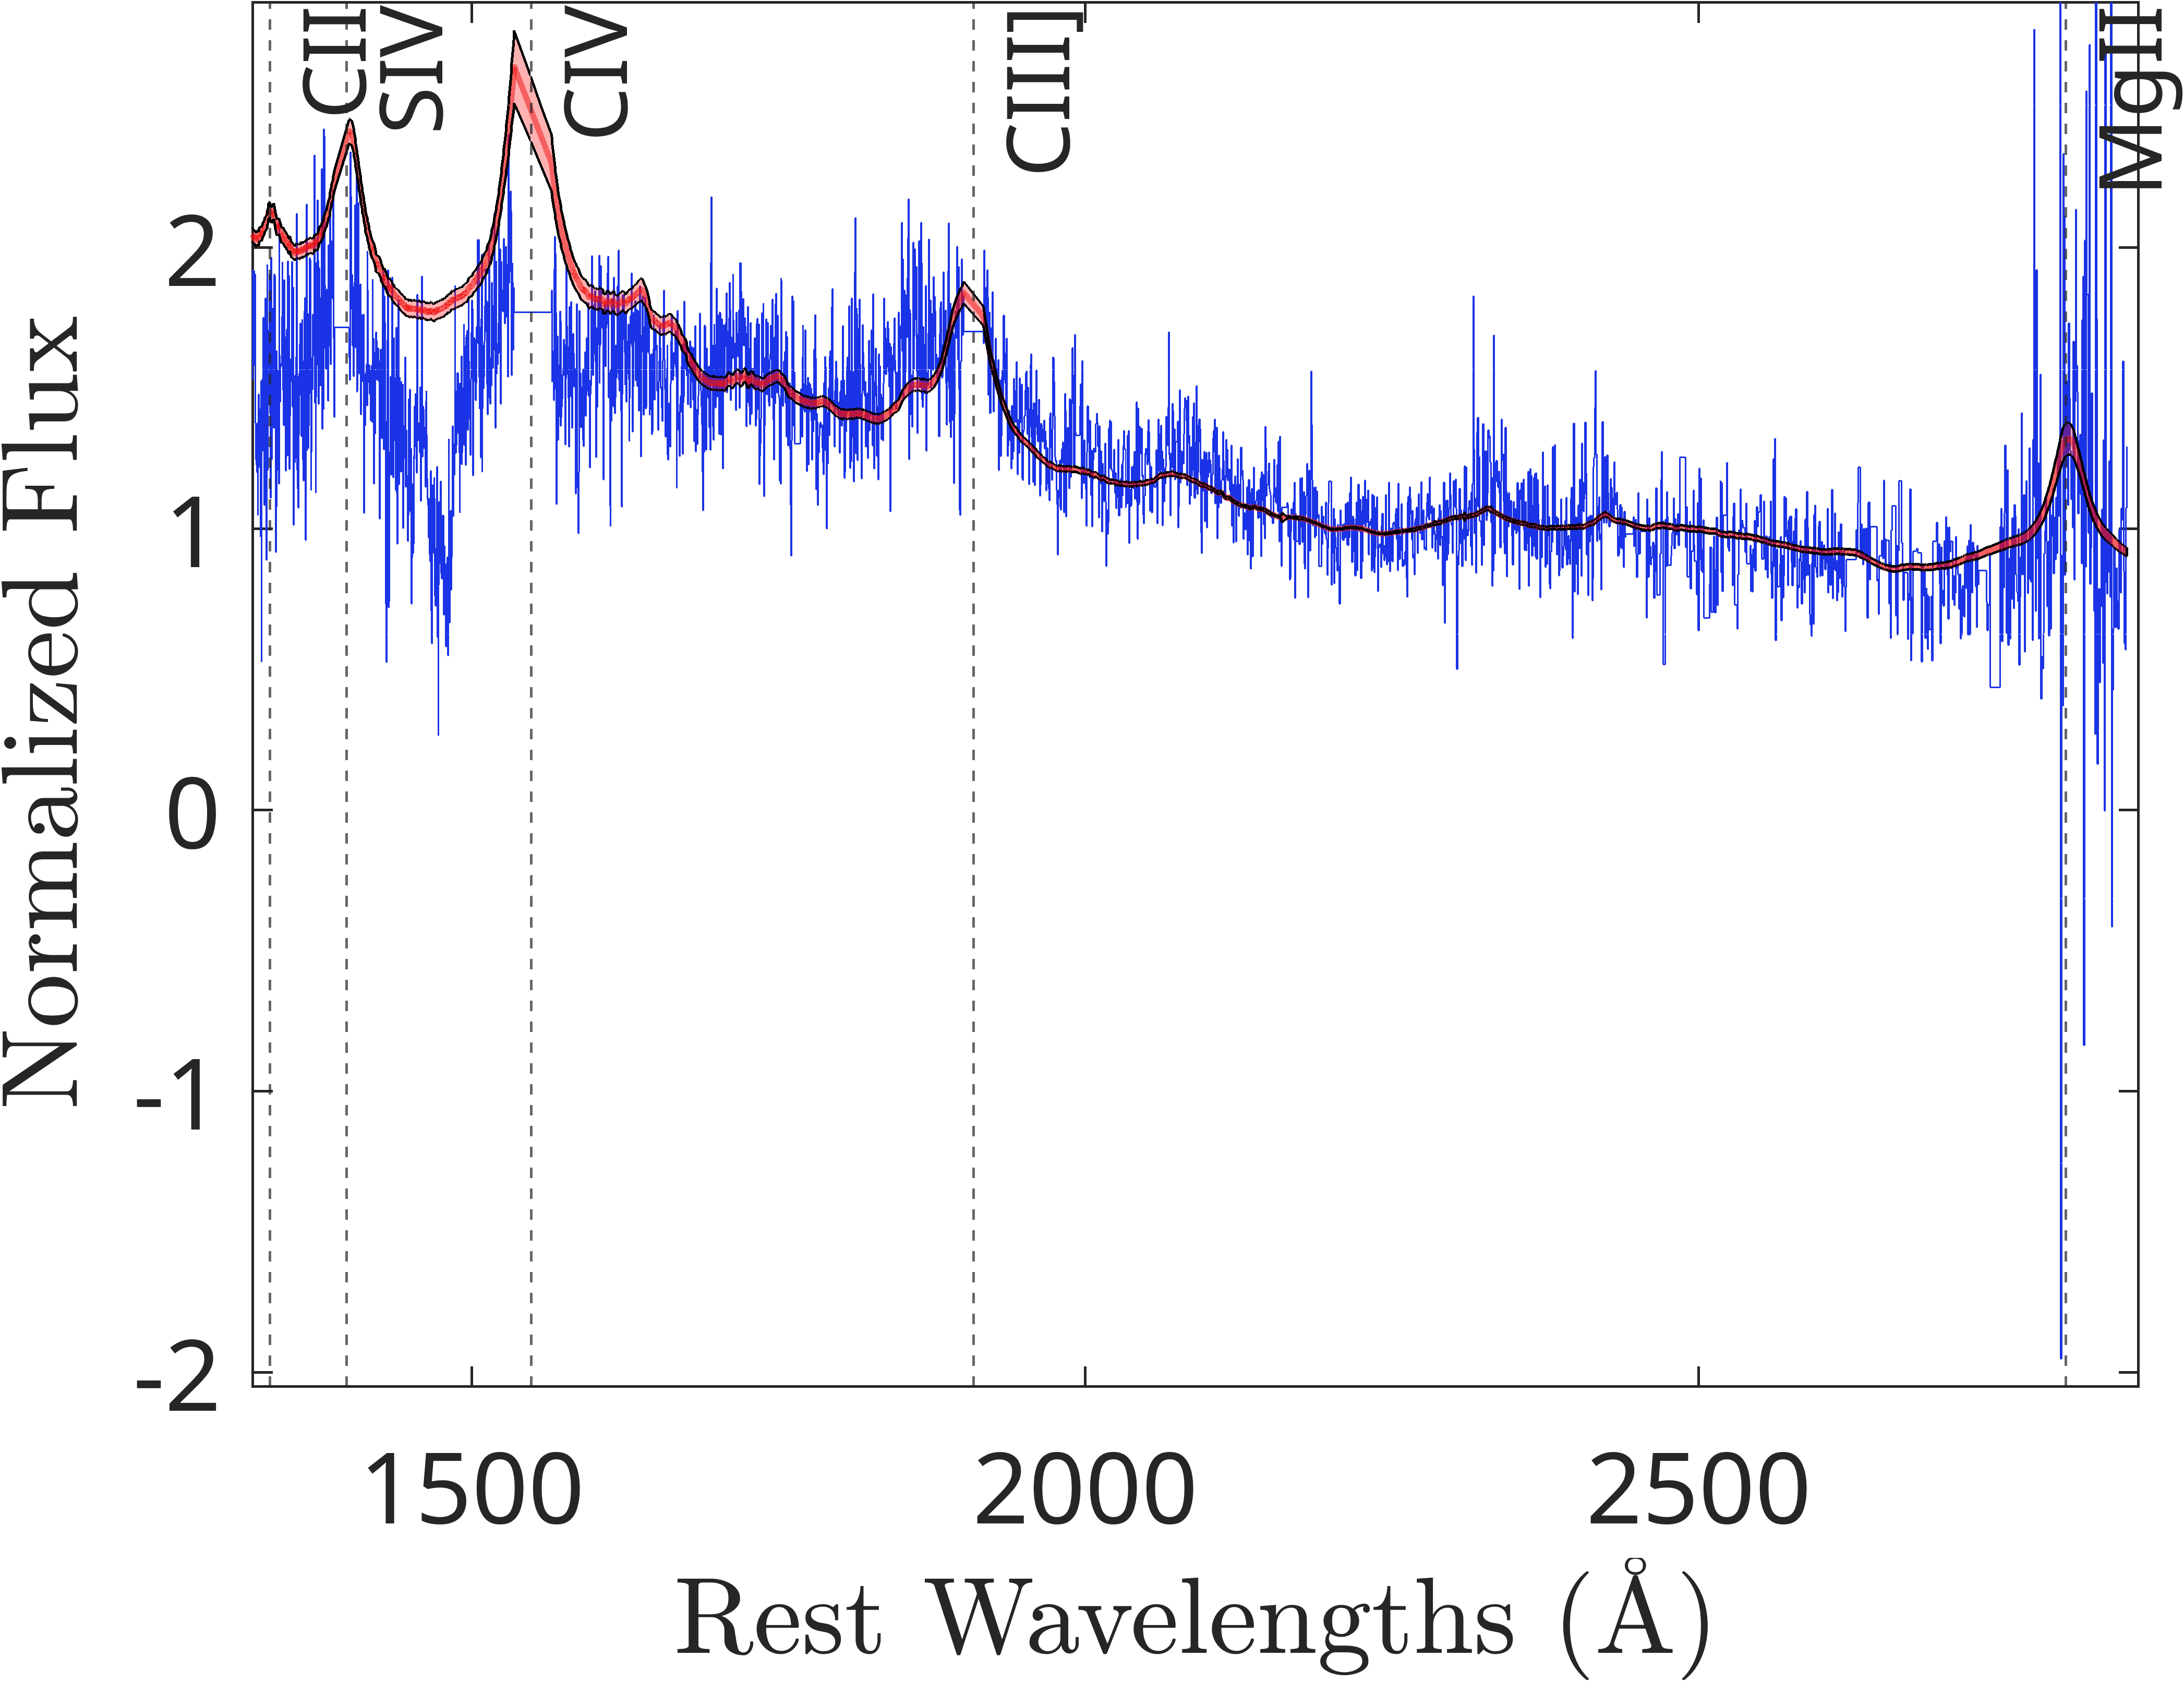 CII
SIV
CIV
CIII]
MgII
Normalized Flux
2
1
0
-1
-2
1500
2000
2500
Rest Wavelengths (Å)